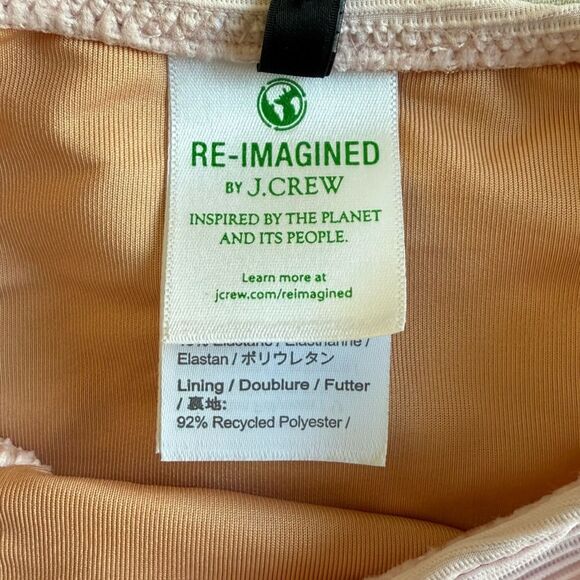 RE-IMAGINED
BY J.CREW
INSPIRED BY THE PLANET
AND ITS PEOPLE.
Learn more at
jcrew.com/reimagined
Elastan / ポリウレタン
Lining / Doublure / Futter
/ 裏地:
92% Recycled Polyester /